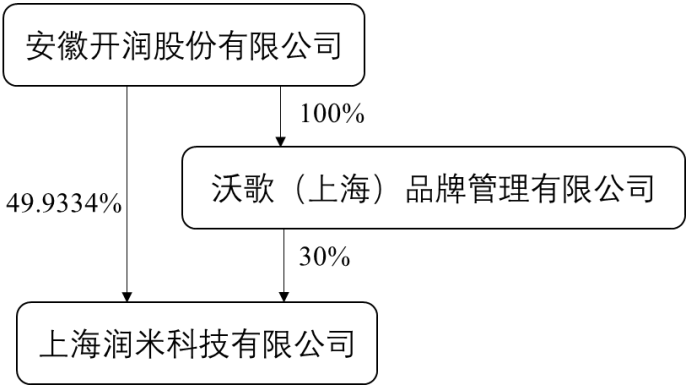 安徽开润股份有限公司
100%
沃歌（上海）品牌管理有限公司
49.9334%
30%
上海润米科技有限公司